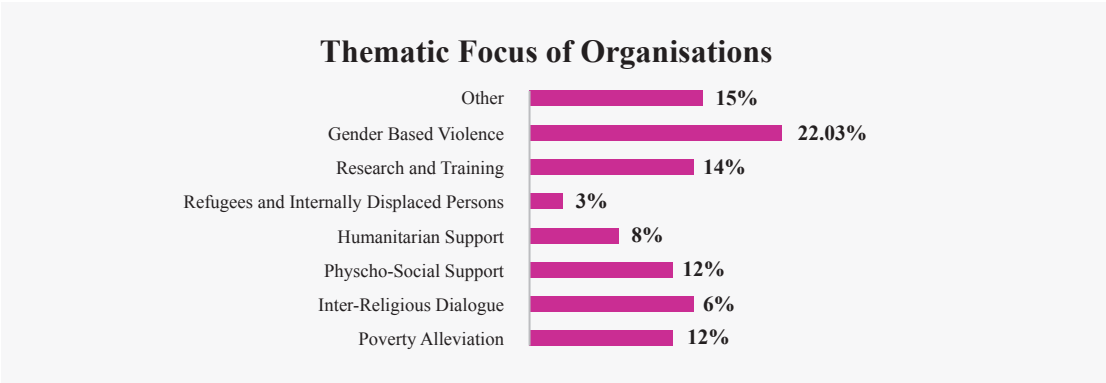 Thematic Focus of Organisations
Other 15%
Gender Based Violence 22.03%
Research and Training 14%
Refugees and Internally Displaced Persons 3%
Humanitarian Support 8%
Physcho-Social Support 12%
Inter-Religious Dialogue 6%
Poverty Alleviation 12%